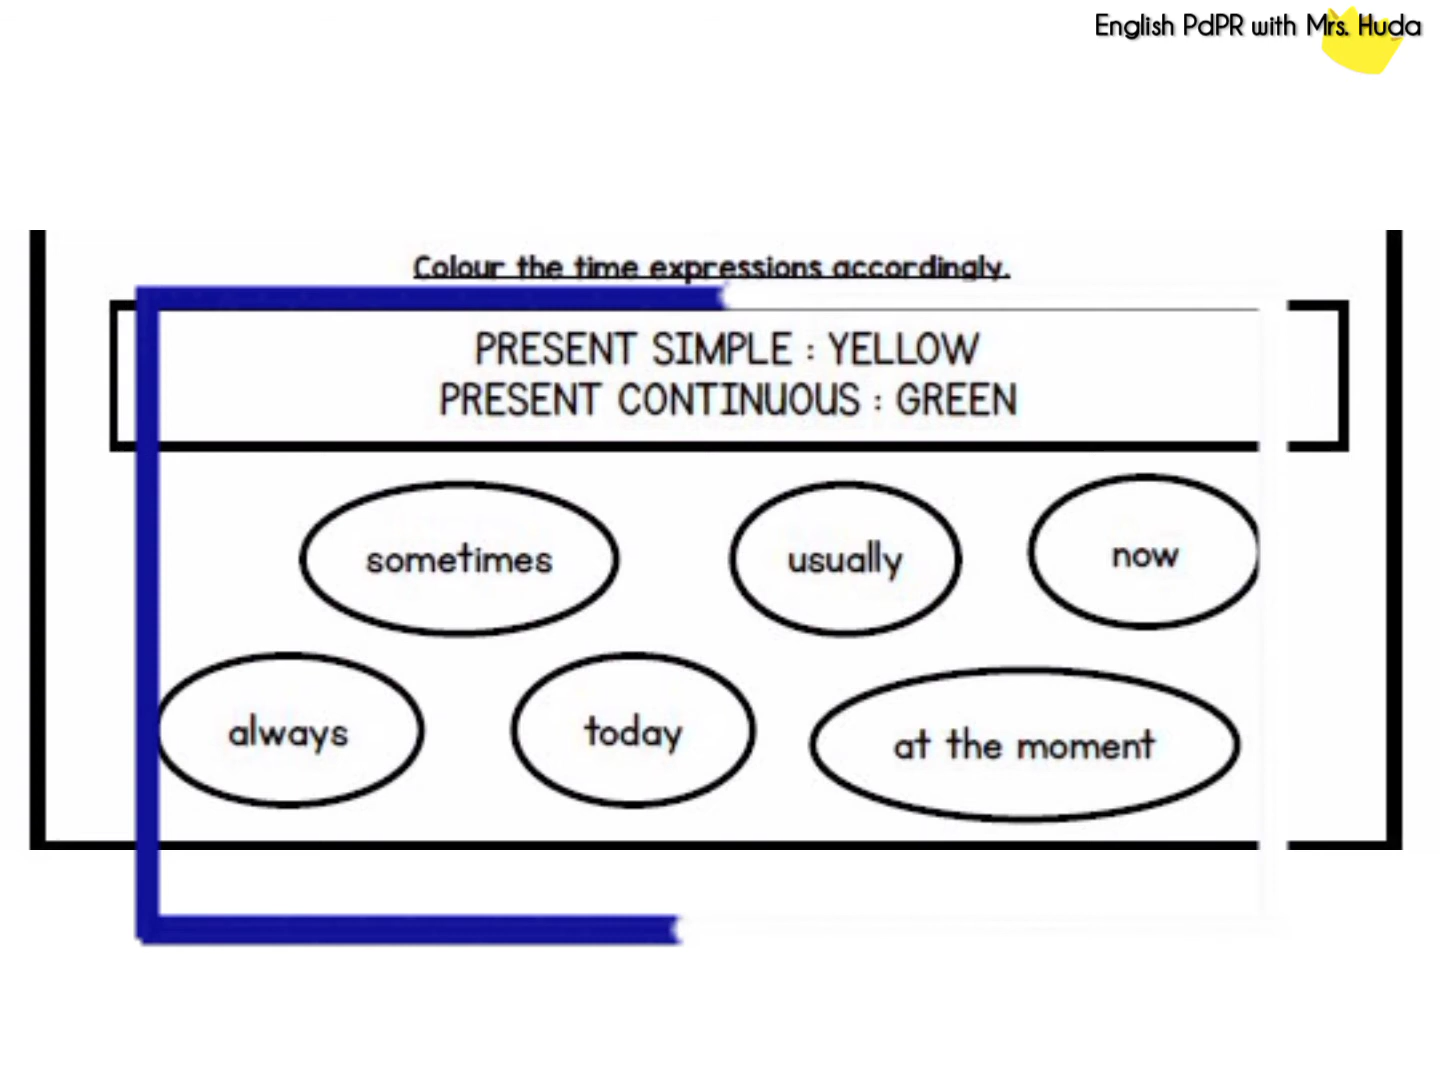 English PdPR with Mrs. Huda
Colour the time expressions accordingly.
PRESENT SIMPLE : YELLOW
PRESENT CONTINUOUS : GREEN
sometimes
usually
now
always
today
at the moment